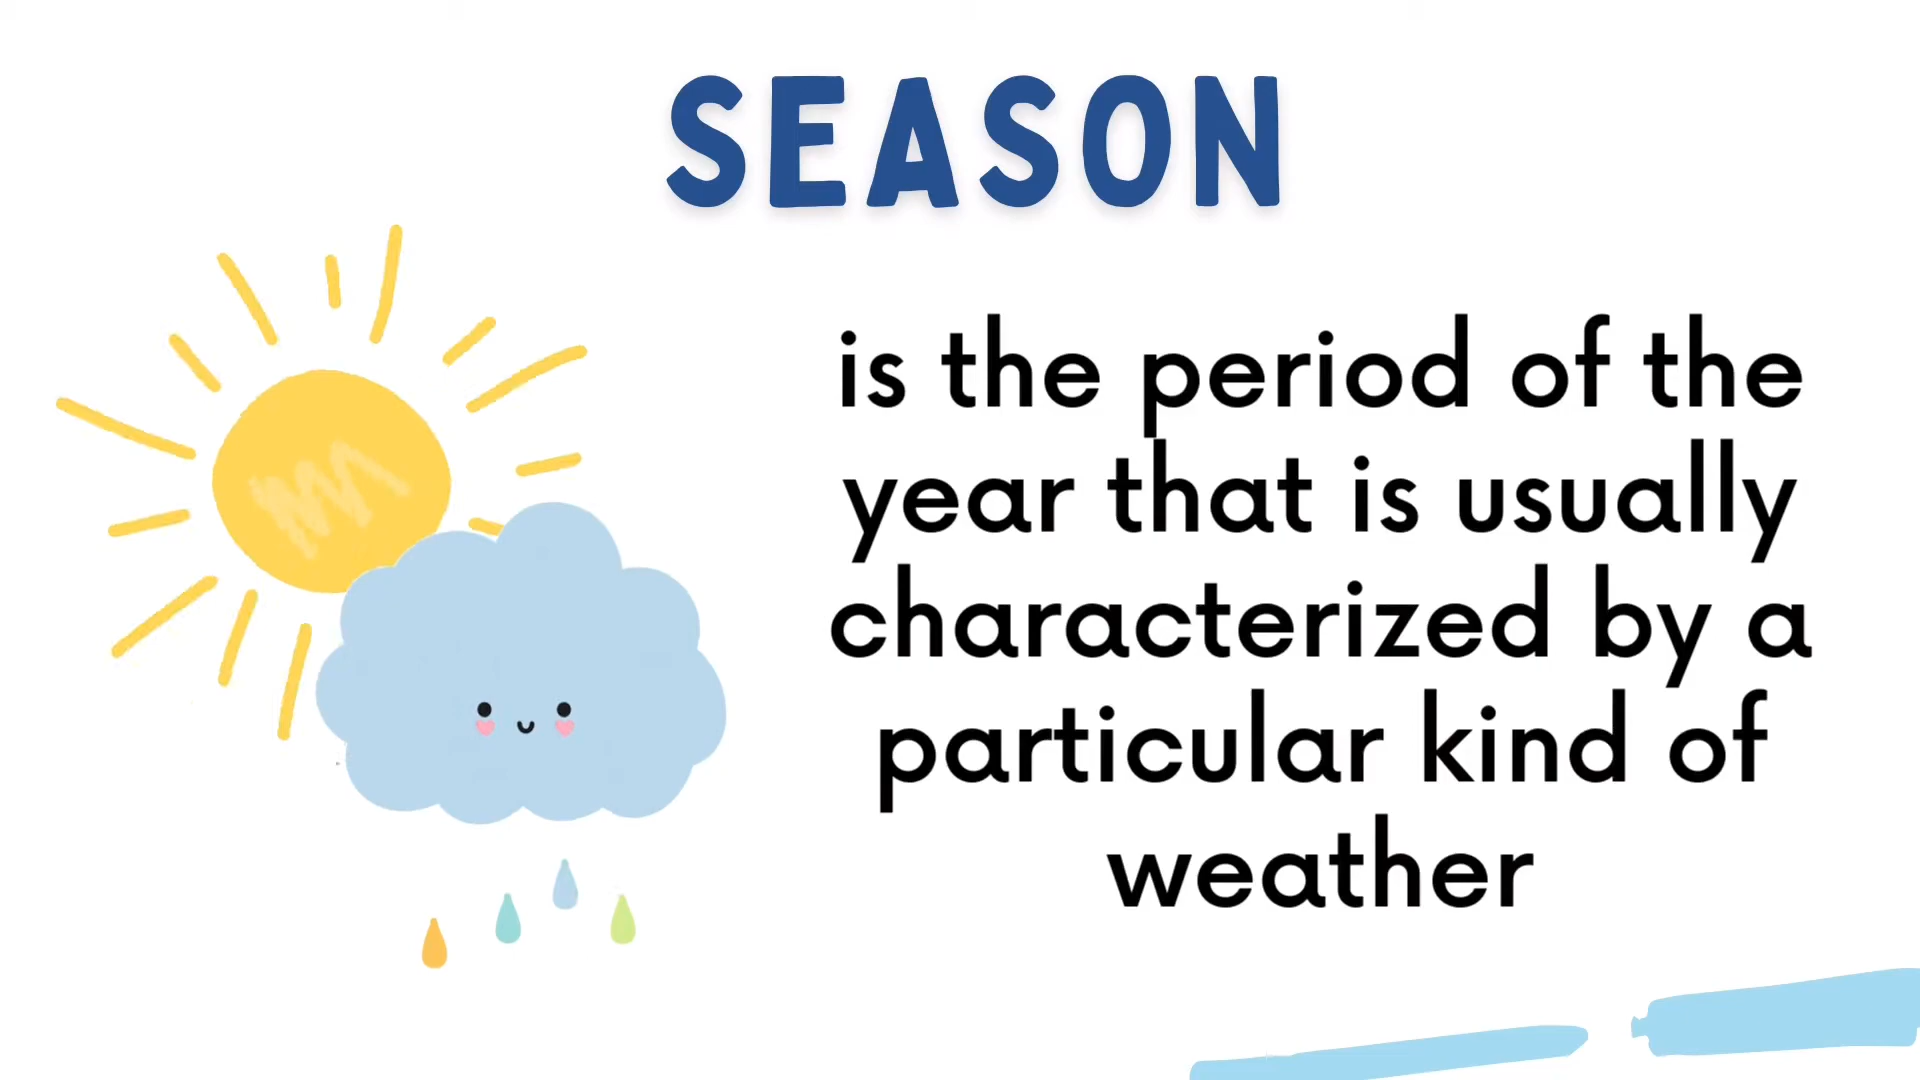 SEASON
is the period of the
year that is usually
characterized by a
particular kind of
weather